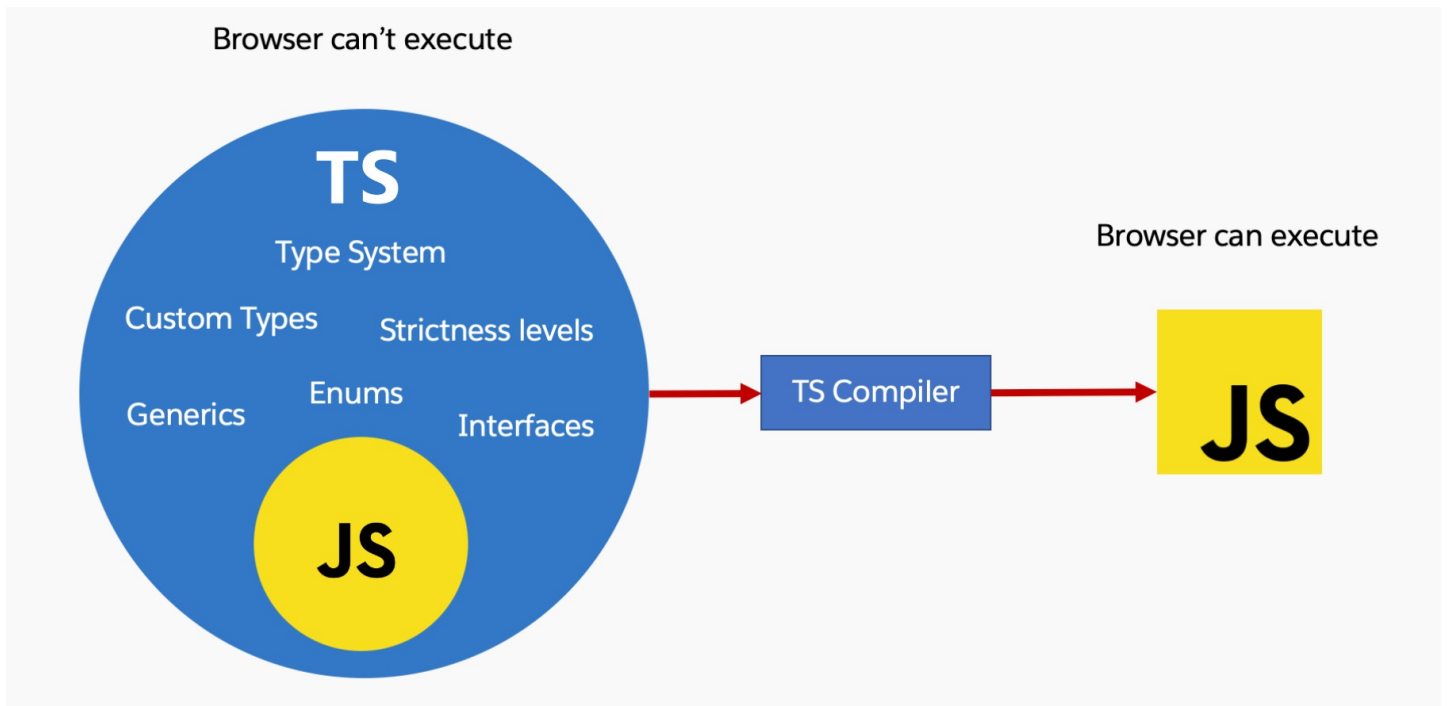 Browser can’t execute
TS
Type System
Custom Types
Strictness levels
Enums
Generics
Interfaces
JS
TS Compiler
Browser can execute
JS